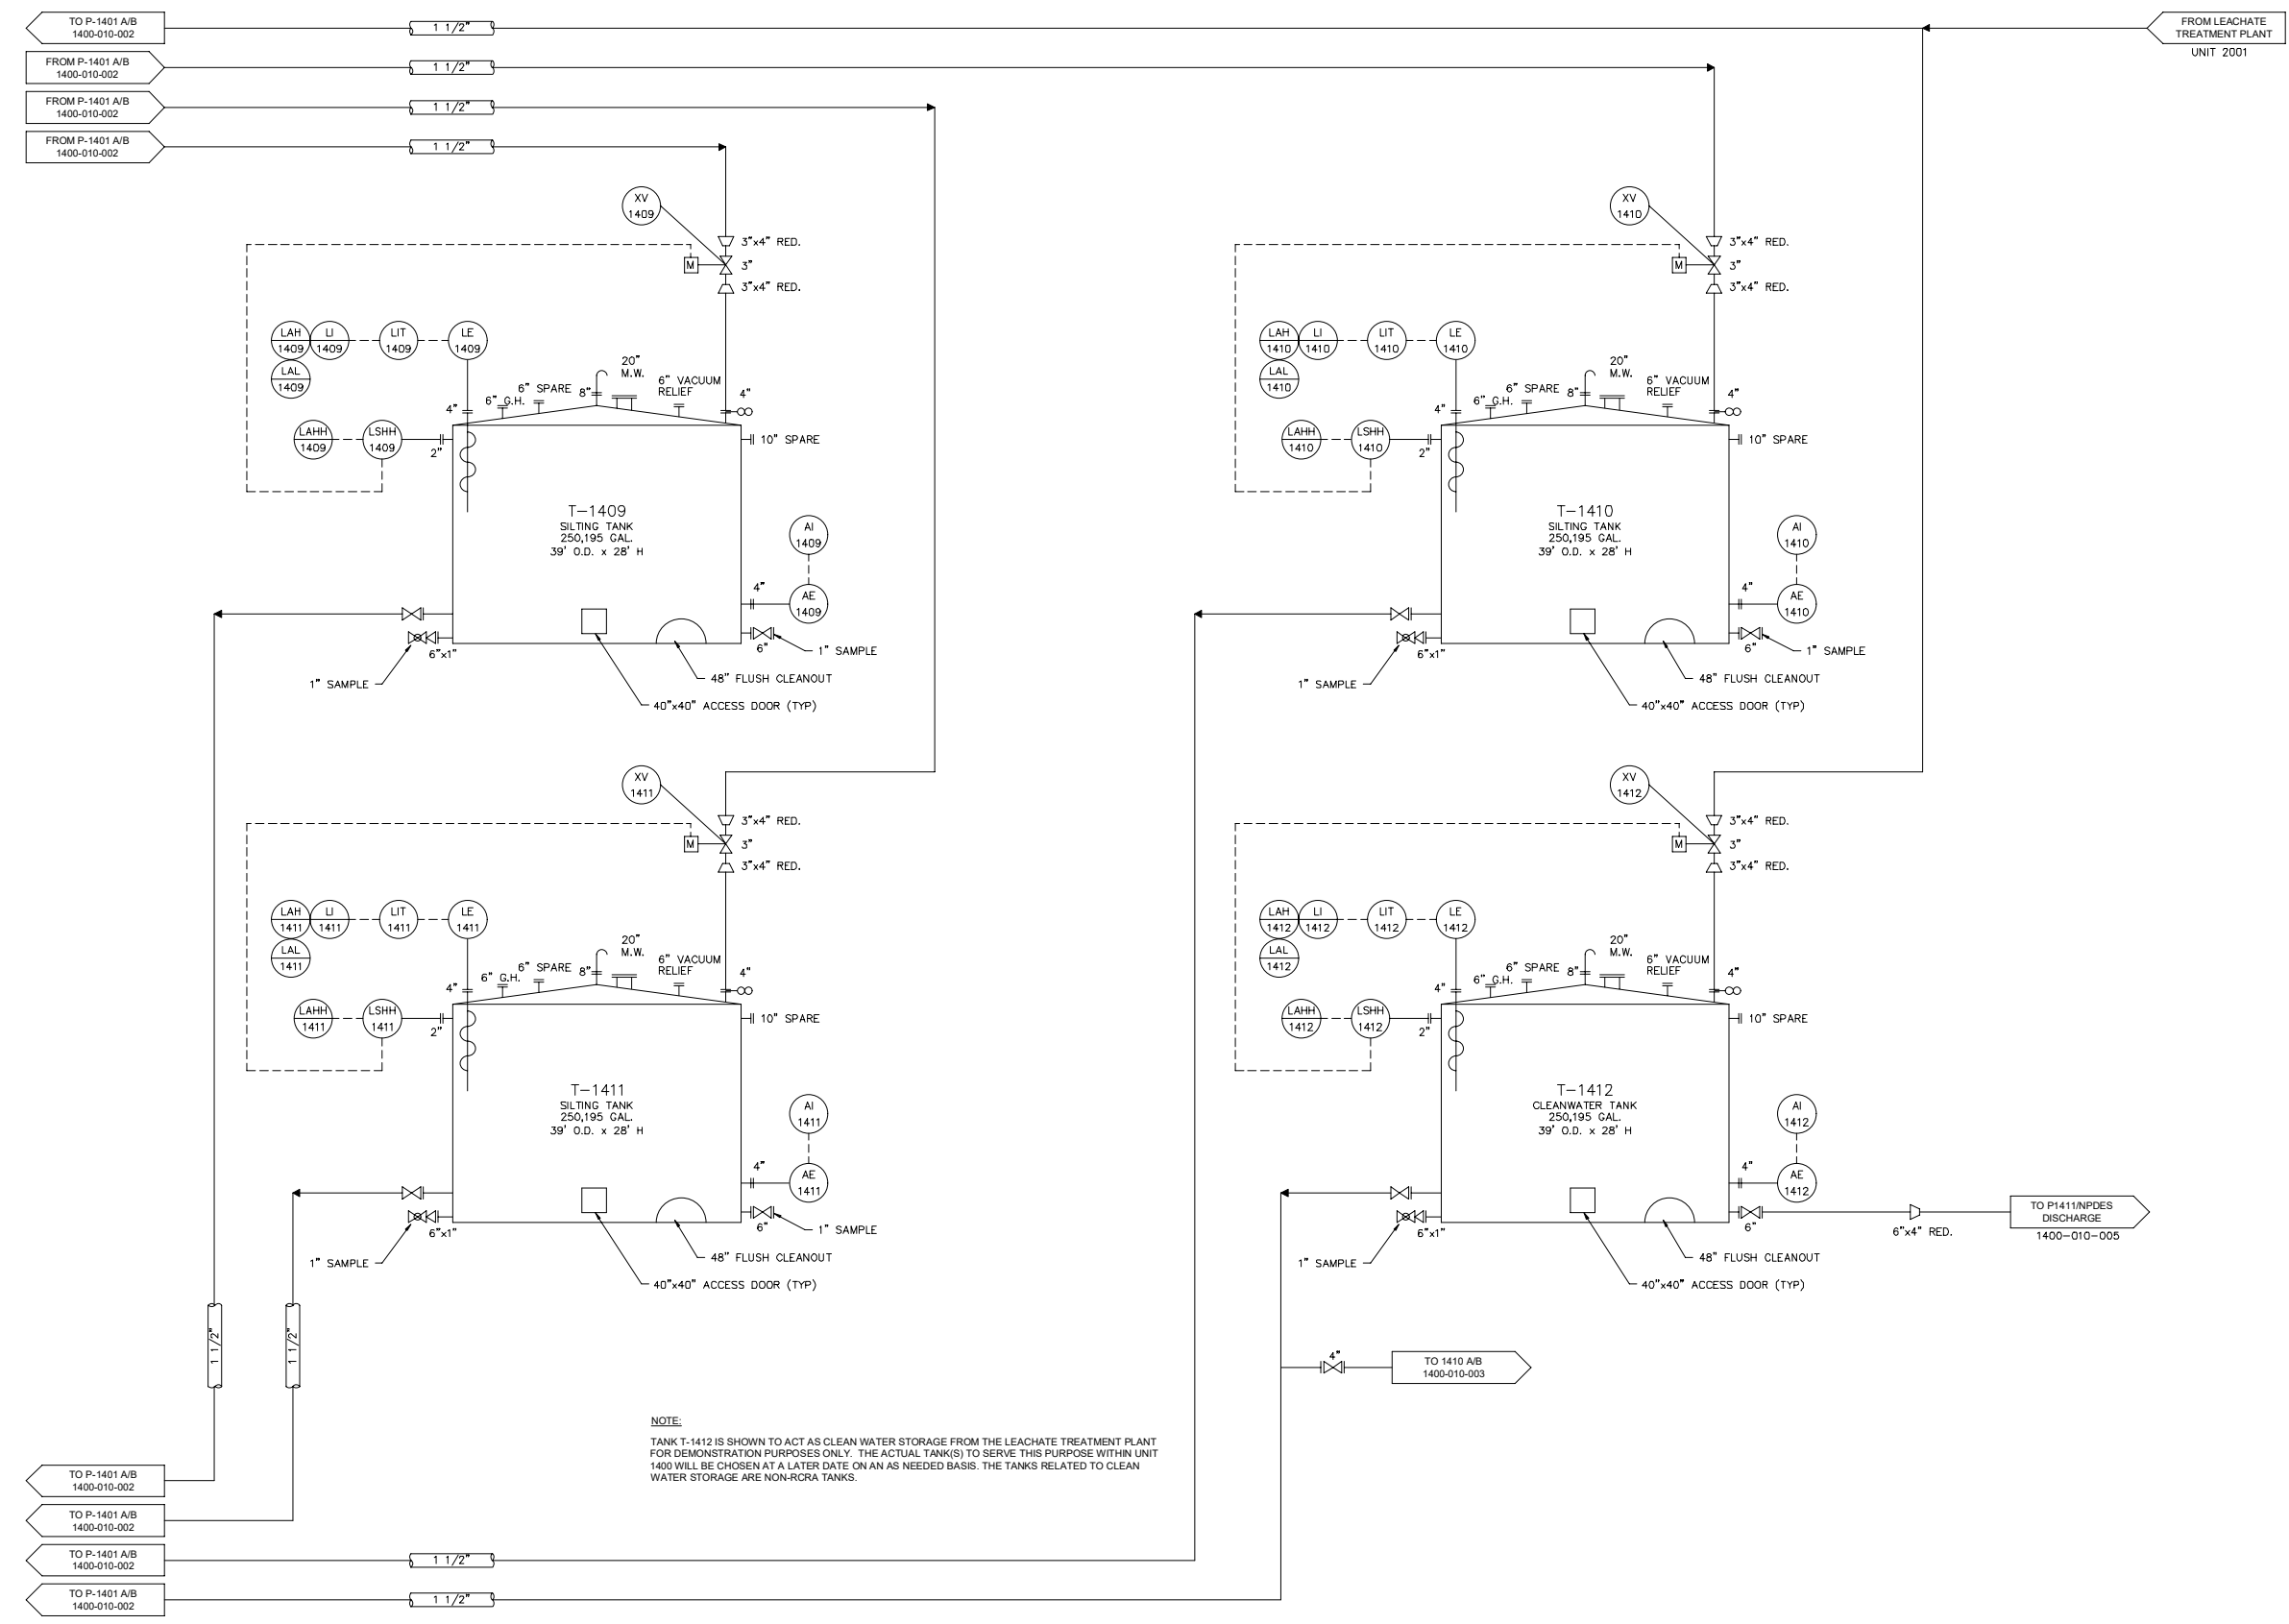 TO P-1401 A/B
1400-010-002
1 1/2"
FROM LEACHATE
TREATMENT PLANT
UNIT 2001
FROM P-1401 A/B
1400-010-002
1 1/2"
FROM P-1401 A/B
1400-010-002
1 1/2"
FROM P-1401 A/B
1400-010-002
1 1/2"
XV
1409
3"x4" RED.
M
3"
3"x4" RED.
LAH
1409
LI
1409
LIT
1409
LE
1409
LAL
1409
20"
M.W.
6" SPARE
8"
6" VACUUM
RELIEF
4"
6" G.H.
4"
LAHH
1409
LSHH
1409
2"
10" SPARE
T-1409
SILTING TANK
250,195 GAL.
39' O.D. x 28' H
AI
1409
4"
AE
1409
6"x1"
6"
1" SAMPLE
1" SAMPLE
48" FLUSH CLEANOUT
40"x40" ACCESS DOOR (TYP)
XV
1410
3"x4" RED.
M
3"
3"x4" RED.
LAH
1410
LI
1410
LIT
1410
LE
1410
LAL
1410
20"
M.W.
6" SPARE
8"
6" VACUUM
RELIEF
4"
6" G.H.
4"
LAHH
1410
LSHH
1410
2"
10" SPARE
T-1410
SILTING TANK
250,195 GAL.
39' O.D. x 28' H
AI
1410
4"
AE
1410
6"x1"
6"
1" SAMPLE
1" SAMPLE
48" FLUSH CLEANOUT
40"x40" ACCESS DOOR (TYP)
XV
1411
3"x4" RED.
M
3"
3"x4" RED.
LAH
1411
LI
1411
LIT
1411
LE
1411
LAL
1411
20"
M.W.
6" SPARE
8"
6" VACUUM
RELIEF
4"
6" G.H.
4"
LAHH
1411
LSHH
1411
2"
10" SPARE
T-1411
SILTING TANK
250,195 GAL.
39' O.D. x 28' H
AI
1411
4"
AE
1411
6"x1"
6"
1" SAMPLE
1" SAMPLE
48" FLUSH CLEANOUT
40"x40" ACCESS DOOR (TYP)
XV
1412
3"x4" RED.
M
3"
3"x4" RED.
LAH
1412
LI
1412
LIT
1412
LE
1412
LAL
1412
20"
M.W.
6" SPARE
8"
6" VACUUM
RELIEF
4"
6" G.H.
4"
LAHH
1412
LSHH
1412
2"
10" SPARE
T-1412
CLEANWATER TANK
250,195 GAL.
39' O.D. x 28' H
AI
1412
4"
AE
1412
6"x1"
6"
6"x4" RED.
TO P1411/NPDES
DISCHARGE
1400-010-005
1" SAMPLE
48" FLUSH CLEANOUT
40"x40" ACCESS DOOR (TYP)
1 1/2"
1 1/2"
4"
TO 1410 A/B
1400-010-003
NOTE:
TANK T-1412 IS SHOWN TO ACT AS CLEAN WATER STORAGE FROM THE LEACHATE TREATMENT PLANT
FOR DEMONSTRATION PURPOSES ONLY. THE ACTUAL TANK(S) TO SERVE THIS PURPOSE WITHIN UNIT
1400 WILL BE CHOSEN AT A LATER DATE ON AN AS NEEDED BASIS. THE TANKS RELATED TO CLEAN
WATER STORAGE ARE NON-RCRA TANKS.
TO P-1401 A/B
1400-010-002
TO P-1401 A/B
1400-010-002
TO P-1401 A/B
1400-010-002
1 1/2"
TO P-1401 A/B
1400-010-002
1 1/2"